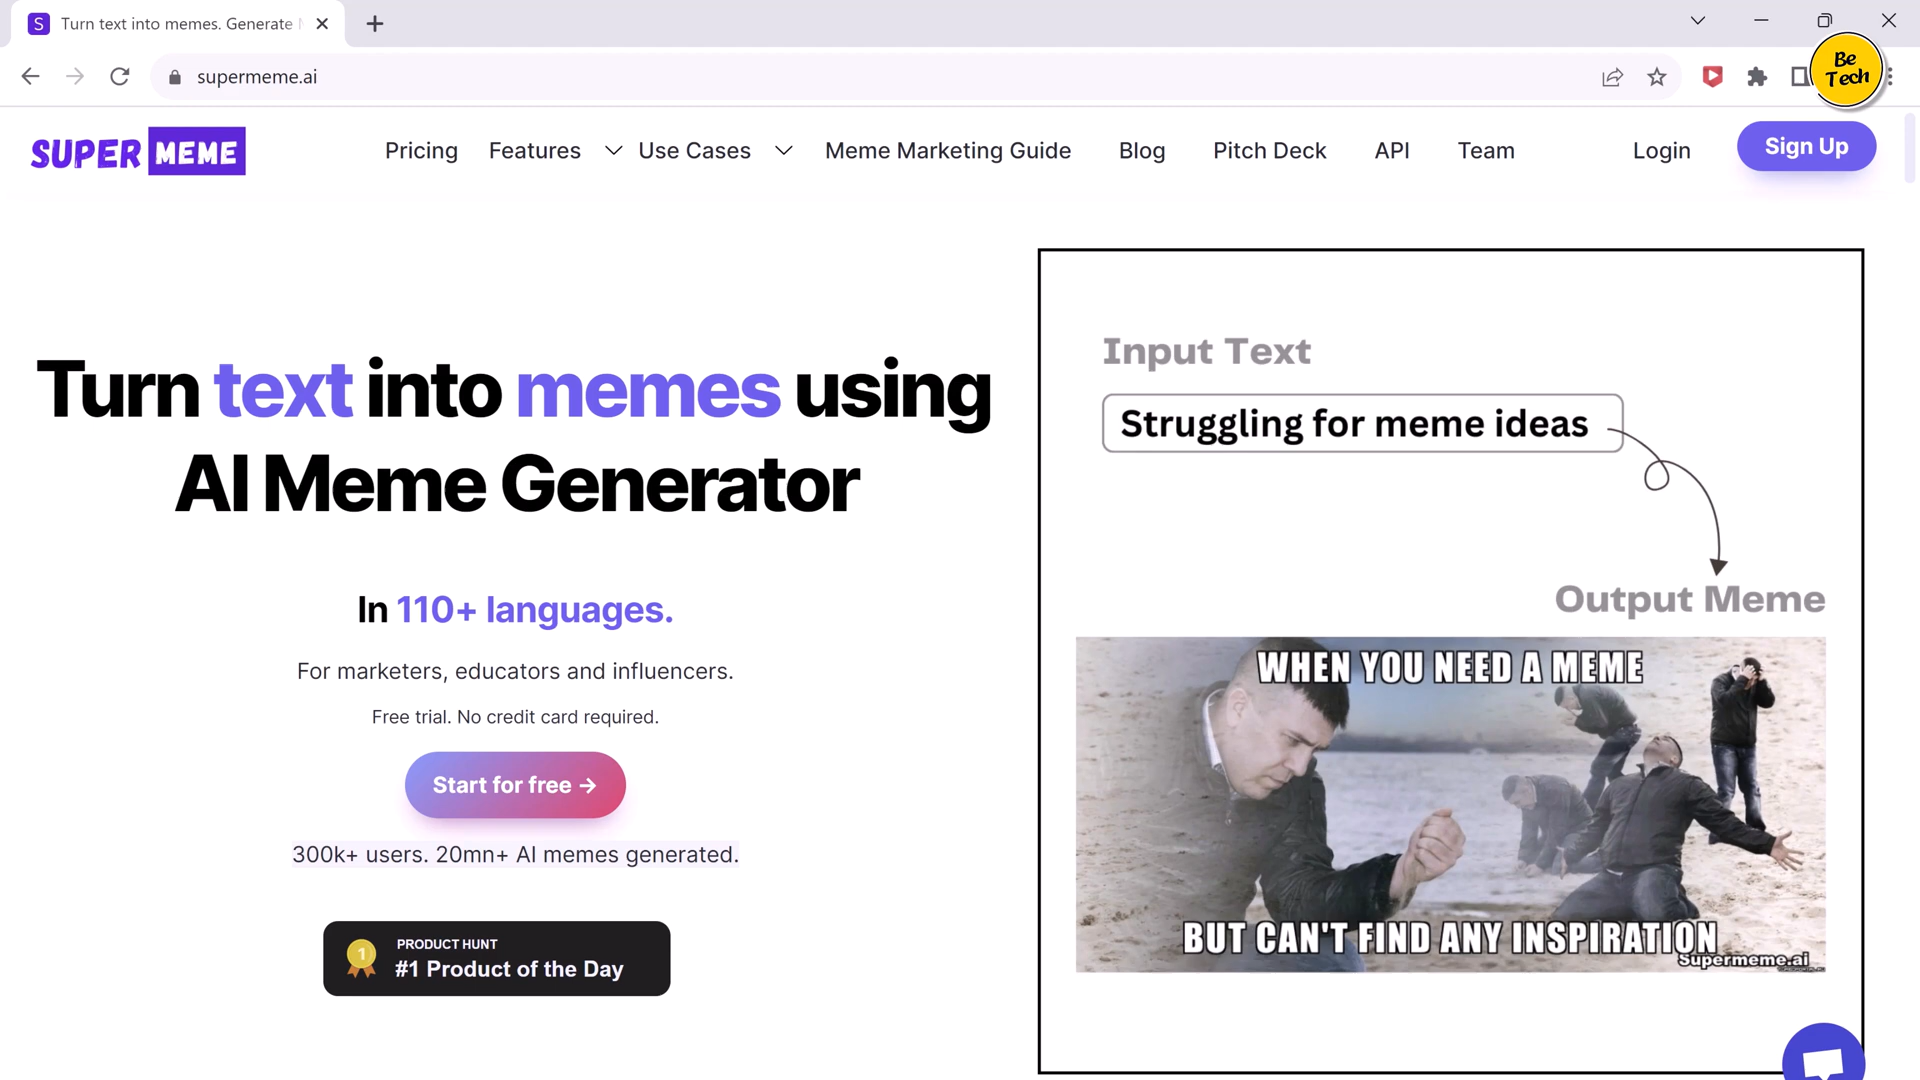 S Turn text into memes. Generate
supermeme.ai
Be
Tech
SUPER MEME
Pricing Features Use Cases Meme Marketing Guide Blog Pitch Deck API Team Login Sign Up
Turn text into memes using
AI Meme Generator
In 110+ languages.
For marketers, educators and influencers.
Free trial. No credit card required.
Start for free →
300k+ users. 20mn+ AI memes generated.
1 PRODUCT HUNT
#1 Product of the Day
Input Text
Struggling for meme ideas
Output Meme
WHEN YOU NEED A MEME
BUT CAN'T FIND ANY INSPIRATION
Supermeme.ai